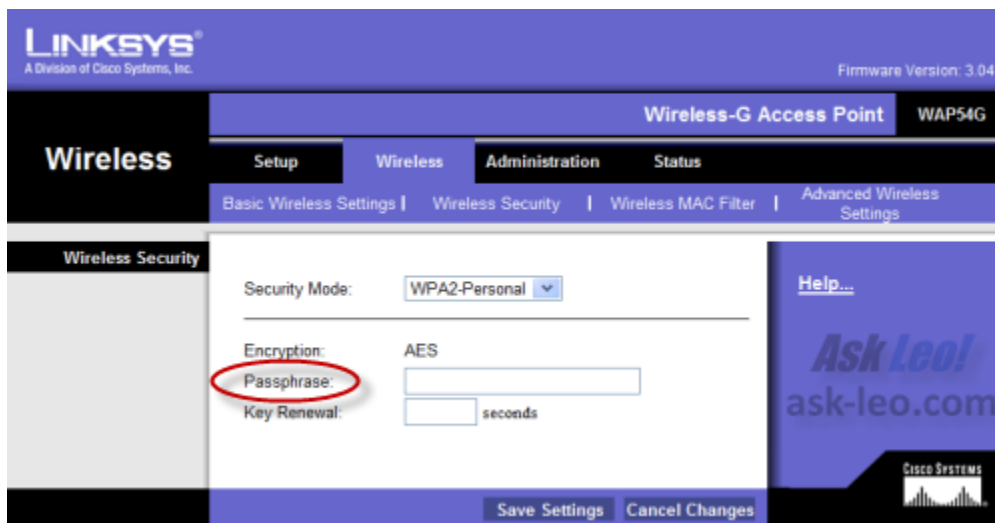 LINKSYS®
A Division of Cisco Systems, Inc.
Firmware Version: 3.04
Wireless-G Access Point WAP54G
Wireless
Setup Wireless Administration Status
Basic Wireless Settings | Wireless Security | Wireless MAC Filter | Advanced Wireless Settings
Wireless Security
Security Mode: WPA2-Personal
Help...
Encryption: AES
Passphrase:
Key Renewal: seconds
Ask Leo!
ask-leo.com
CISCO SYSTEMS
Save Settings Cancel Changes